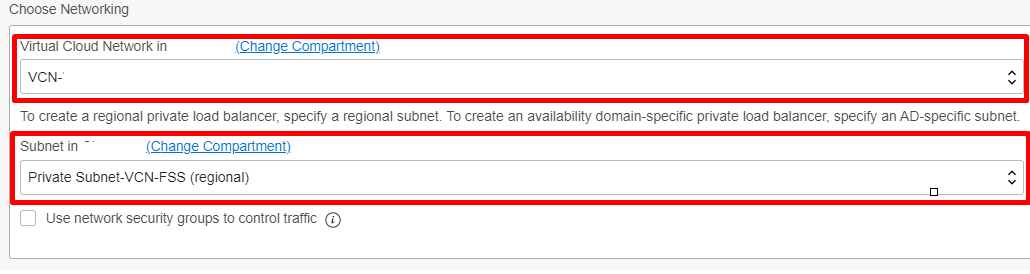 Choose Networking
Virtual Cloud Network in (Change Compartment)
VCN-
To create a regional private load balancer, specify a regional subnet. To create an availability domain-specific private load balancer, specify an AD-specific subnet.
Subnet in (Change Compartment)
Private Subnet-VCN-FSS (regional)
Use network security groups to control traffic